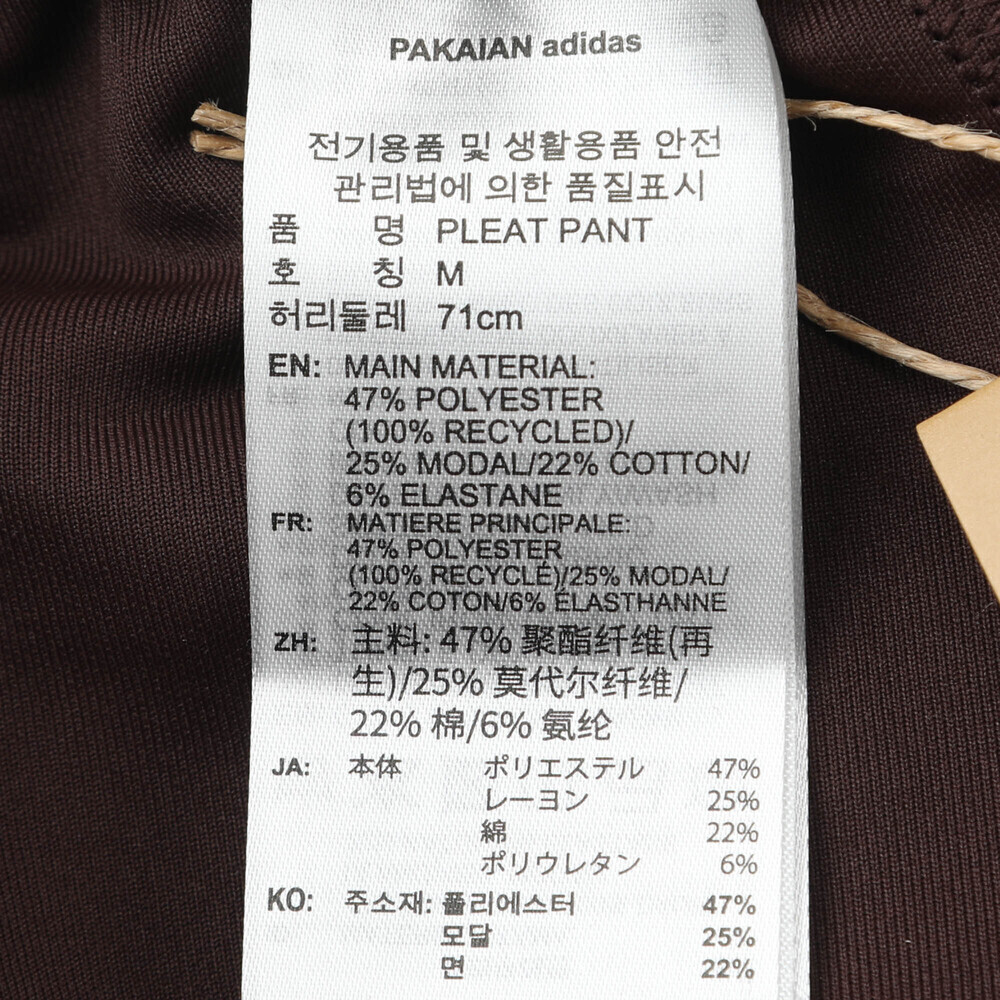 PAKAIAN adidas
전기용품 및 생활용품 안전
관리법에 의한 품질표시
품 명 PLEAT PANT
호 칭 M
허리둘레 71cm
EN: MAIN MATERIAL:
47% POLYESTER
(100% RECYCLED)/
25% MODAL/22% COTTON/
6% ELASTANE
FR: MATIERE PRINCIPALE:
47% POLYESTER
(100% RECYCLÉ)/25% MODAL/
22% COTON/6% ÉLASTHANNE
ZH: 主料: 47% 聚酯纤维(再
生)/25% 莫代尔纤维/
22% 棉/6% 氨纶
JA: 本体 ポリエステル 47%
レーヨン 25%
綿 22%
ポリウレタン 6%
KO: 주소재: 폴리에스터 47%
모달 25%
면 22%